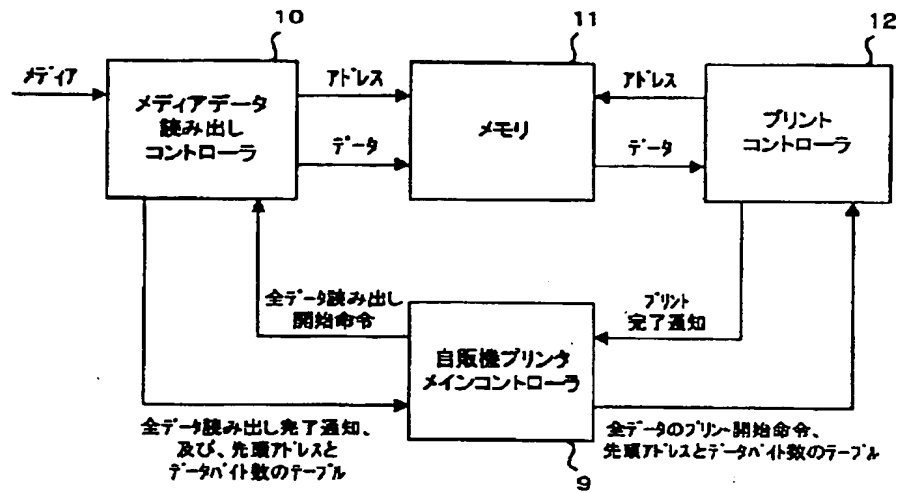 10
11
12
メディア
メディアデータ
読み出し
コントローラ
アドレス
データ
メモリ
アドレス
データ
プリント
コントローラ
全データ読み出し
開始命令
プリント
完了通知
自販機プリンタ
メインコントローラ
全データ読み出し完了通知、
及び、先頭アドレスと
データバイト数のテーブル
全データのプリント開始命令、
先頭アドレスとデータバイト数のテーブル
9